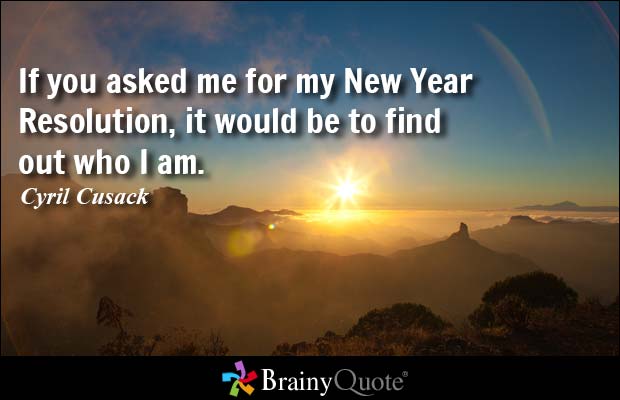 If you asked me for my New Year
Resolution, it would be to find
out who I am.
Cyril Cusack
BrainyQuote®